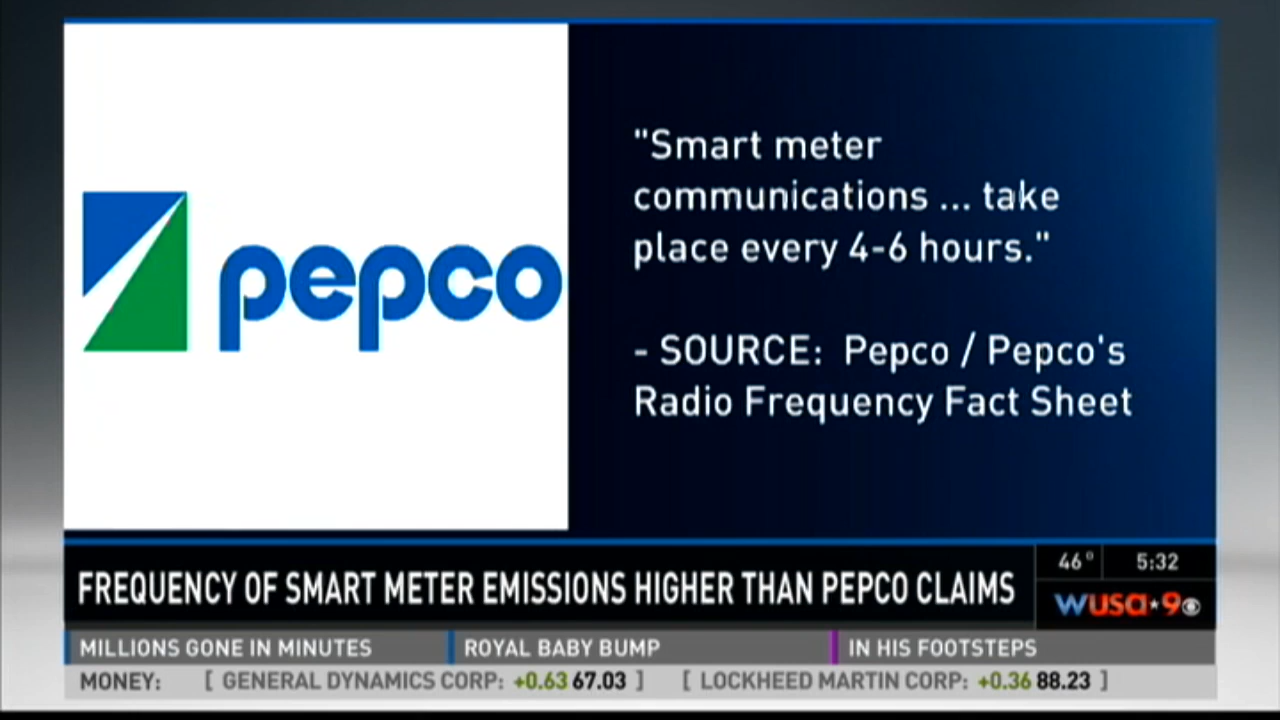 pepco
"Smart meter
communications ... take
place every 4-6 hours."
- SOURCE: Pepco / Pepco's
Radio Frequency Fact Sheet
FREQUENCY OF SMART METER EMISSIONS HIGHER THAN PEPCO CLAIMS
46° 5:32
WUSA★9
MILLIONS GONE IN MINUTES ROYAL BABY BUMP IN HIS FOOTSTEPS
MONEY: [ GENERAL DYNAMICS CORP: +0.63 67.03 ] [ LOCKHEED MARTIN CORP: +0.36 88.23 ]